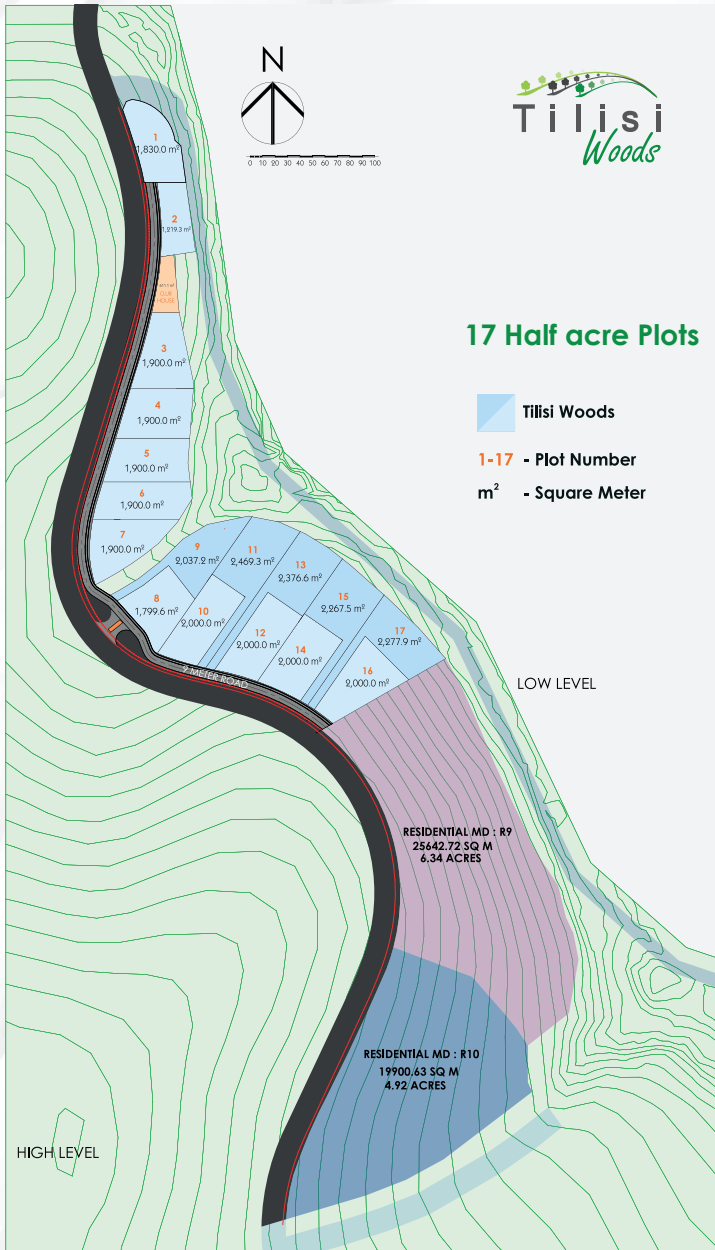 N
0 10 20 30 40 50 60 70 80 90 100
Tilisi
Woods
17 Half acre Plots
Tilisi Woods
1-17 - Plot Number
m² - Square Meter
1
1,830.0 m²
2
1,219.3 m²
CLUB
HOUSE
3
1,900.0 m²
4
1,900.0 m²
5
1,900.0 m²
6
1,900.0 m²
7
1,900.0 m²
8
1,799.6 m²
9
2,037.2 m²
10
2,000.0 m²
11
2,469.3 m²
12
2,000.0 m²
13
2,376.6 m²
14
2,000.0 m²
15
2,267.5 m²
16
2,000.0 m²
17
2,277.9 m²
9 METER ROAD
LOW LEVEL
RESIDENTIAL MD : R9
25642.72 SQ M
6.34 ACRES
RESIDENTIAL MD : R10
19900.63 SQ M
4.92 ACRES
HIGH LEVEL